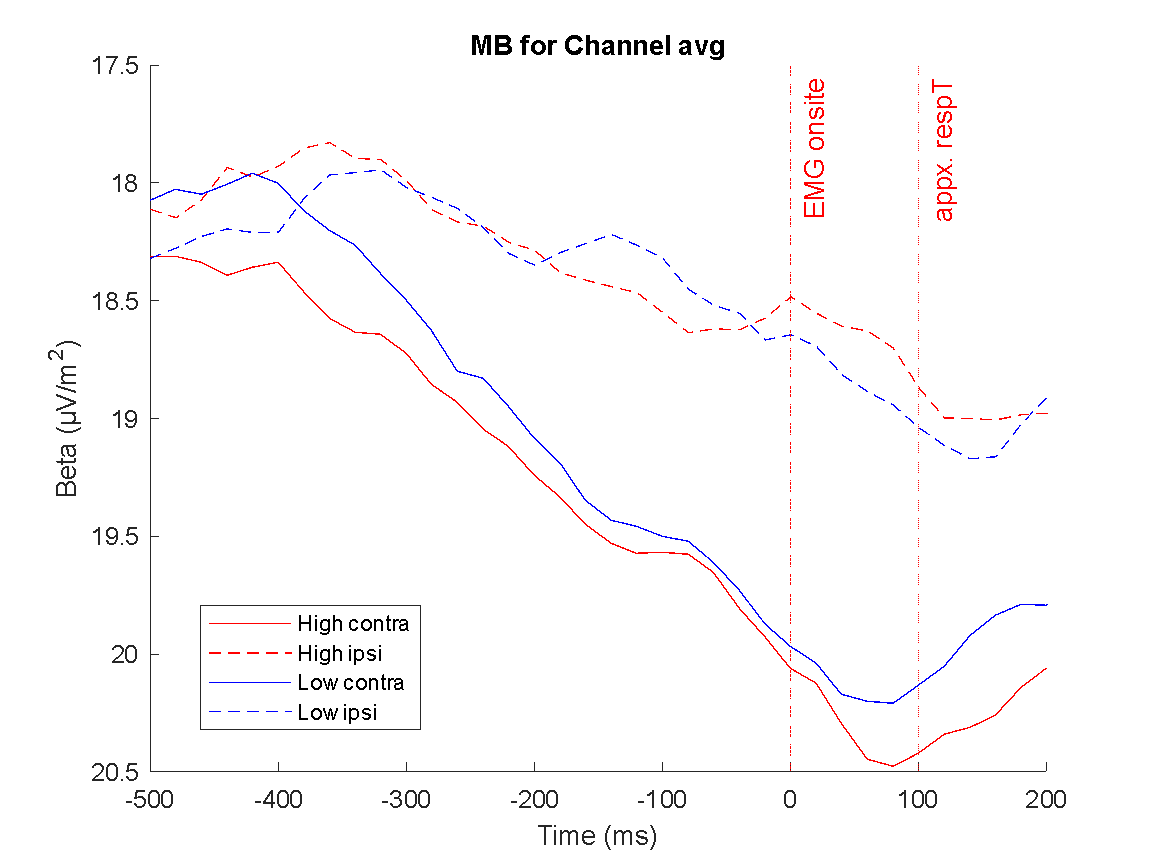 MB for Channel avg
17.5
18
18.5
19
19.5
20
20.5
Beta (µV/m²)
EMG onsite
appx. respT
High contra
High ipsi
Low contra
Low ipsi
-500 -400 -300 -200 -100 0 100 200
Time (ms)